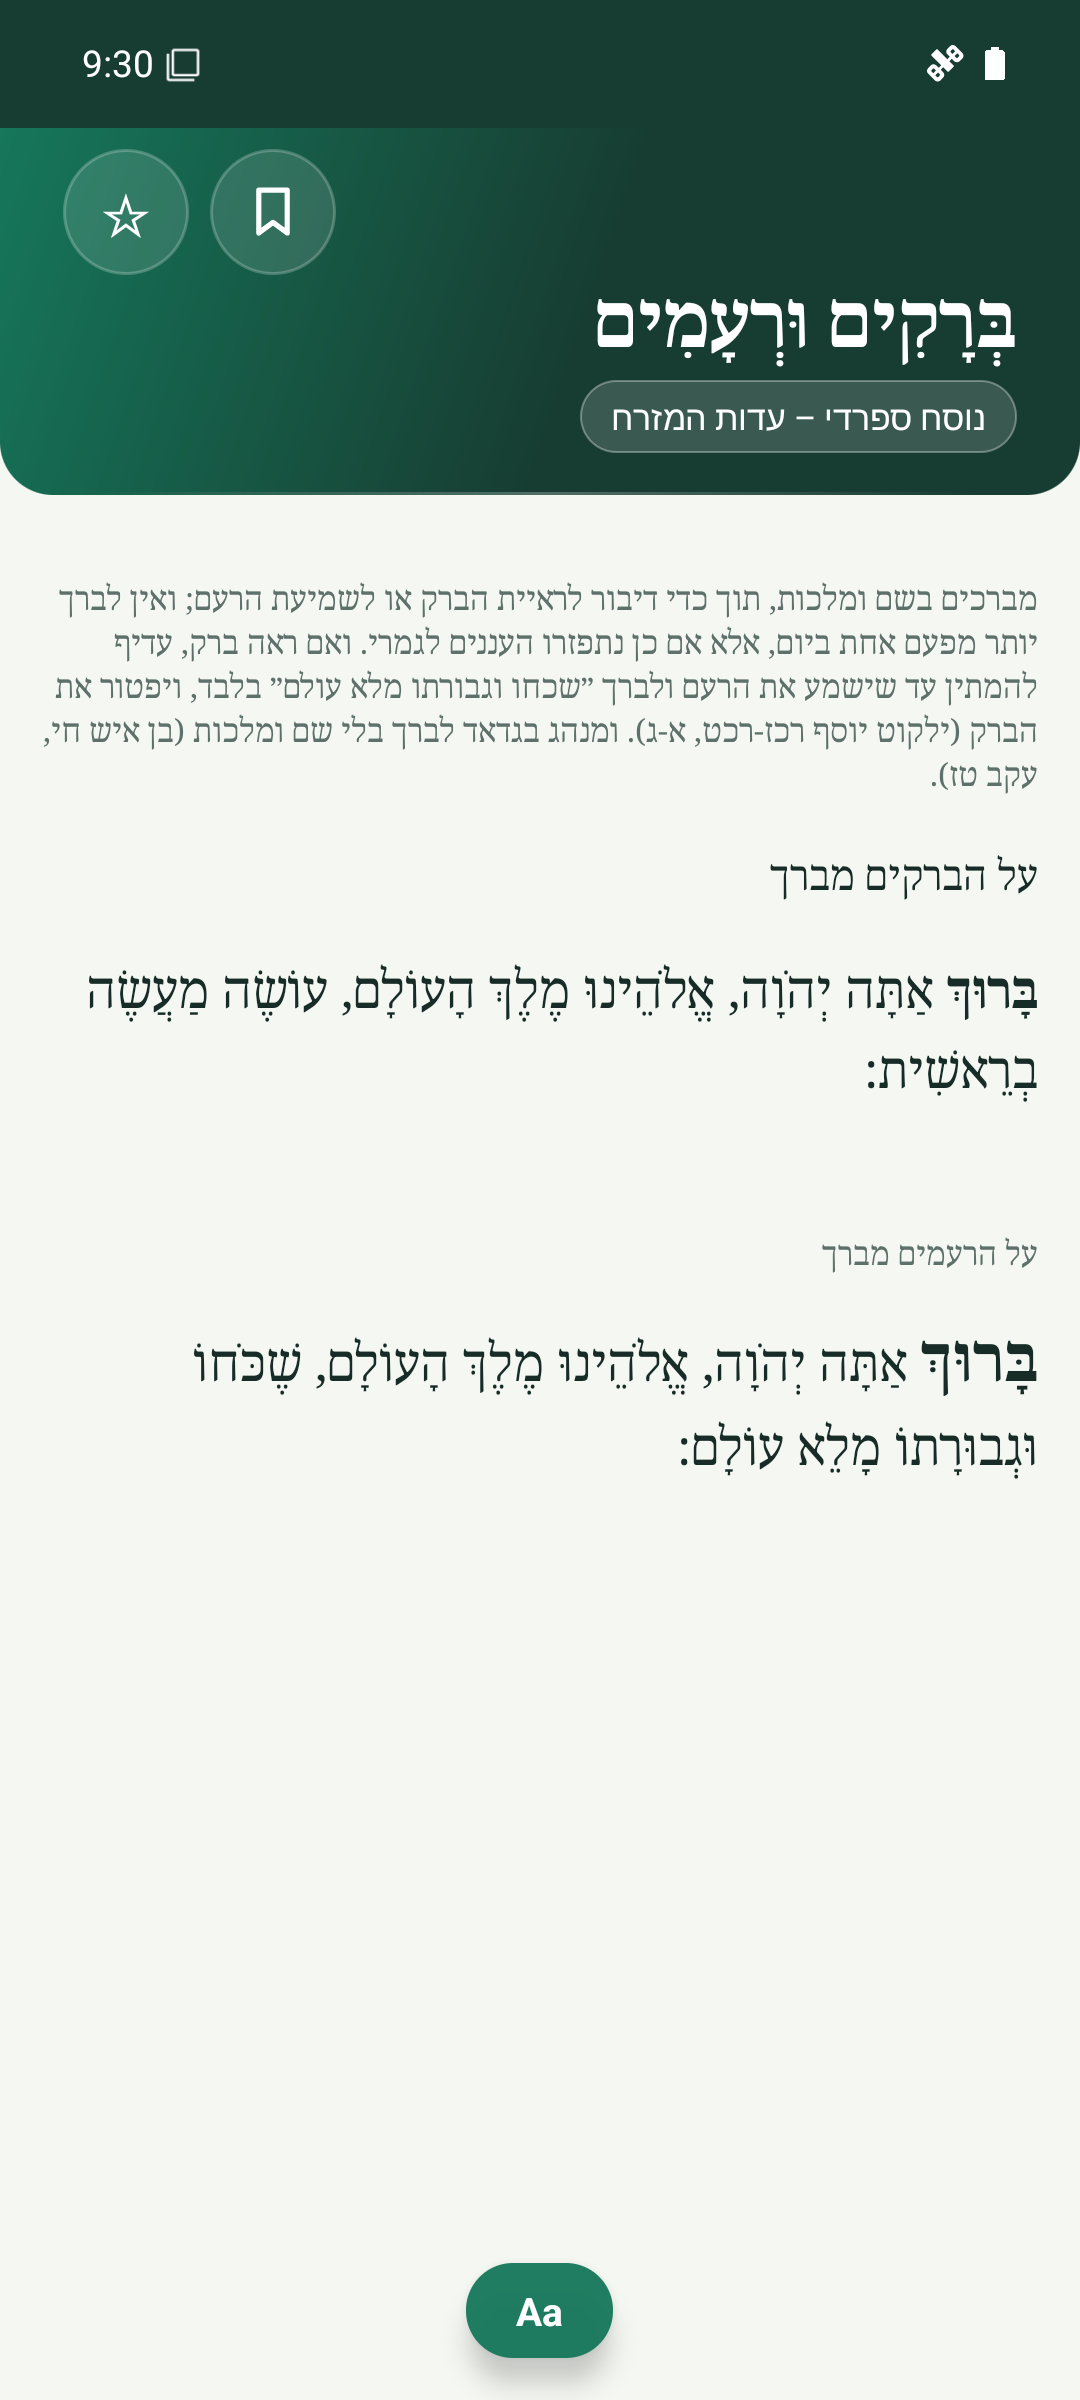 9:30
בְּרָקִים וּרְעָמִים
נוסח ספרדי – עדות המזרח
מברכים בשם ומלכות, תוך כדי דיבור לראיית הברק או לשמיעת הרעם; ואין לברך
יותר מפעם אחת ביום, אלא אם כן נתפזרו העננים לגמרי. ואם ראה ברק, עדיף
להמתין עד שישמע את הרעם ולברך ״שכחו וגבורתו מלא עולם״ בלבד, ויפטור את
הברק (ילקוט יוסף רכז-רכט, א-ג). ומנהג בגדאד לברך בלי שם ומלכות (בן איש חי,
עקב טז).
על הברקים מברך
בָּרוּךְ אַתָּה יְהֹוָה, אֱלֹהֵינוּ מֶלֶךְ הָעוֹלָם, עוֹשֶׂה מַעֲשֶׂה
בְרֵאשִׁית:
על הרעמים מברך
בָּרוּךְ אַתָּה יְהֹוָה, אֱלֹהֵינוּ מֶלֶךְ הָעוֹלָם, שֶׁכֹּחוֹ
וּגְבוּרָתוֹ מָלֵא עוֹלָם:
Aa